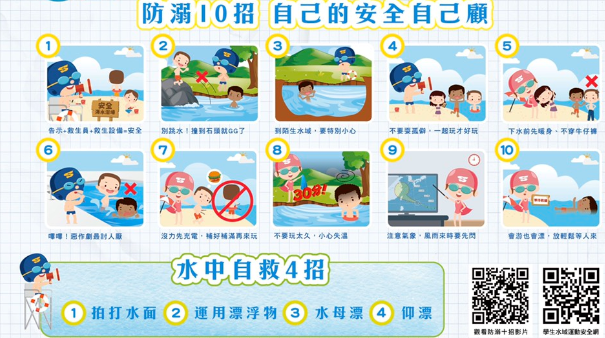 防溺10招 自己的安全自己顧
1
2
3
4
5
安全
告示+救生員+救生設備=安全
別跳水！撞到石頭就GG了
到陌生水域，要特別小心
不要耍孤僻，一起玩才好玩
下水前先暖身，不穿牛仔褲
6
7
8
9
10
30分!
嘩嘩！惡作劇最討人厭
沒力先充電，補好補滿再來玩
不要玩太久，小心失溫
注意氣象，風雨來時要先閃
會游也會漂，放輕鬆等人來
水中自救4招
1 拍打水面 2 運用漂浮物 3 水母漂 4 仰漂
觀看防溺十招影片
學生水域運動安全網